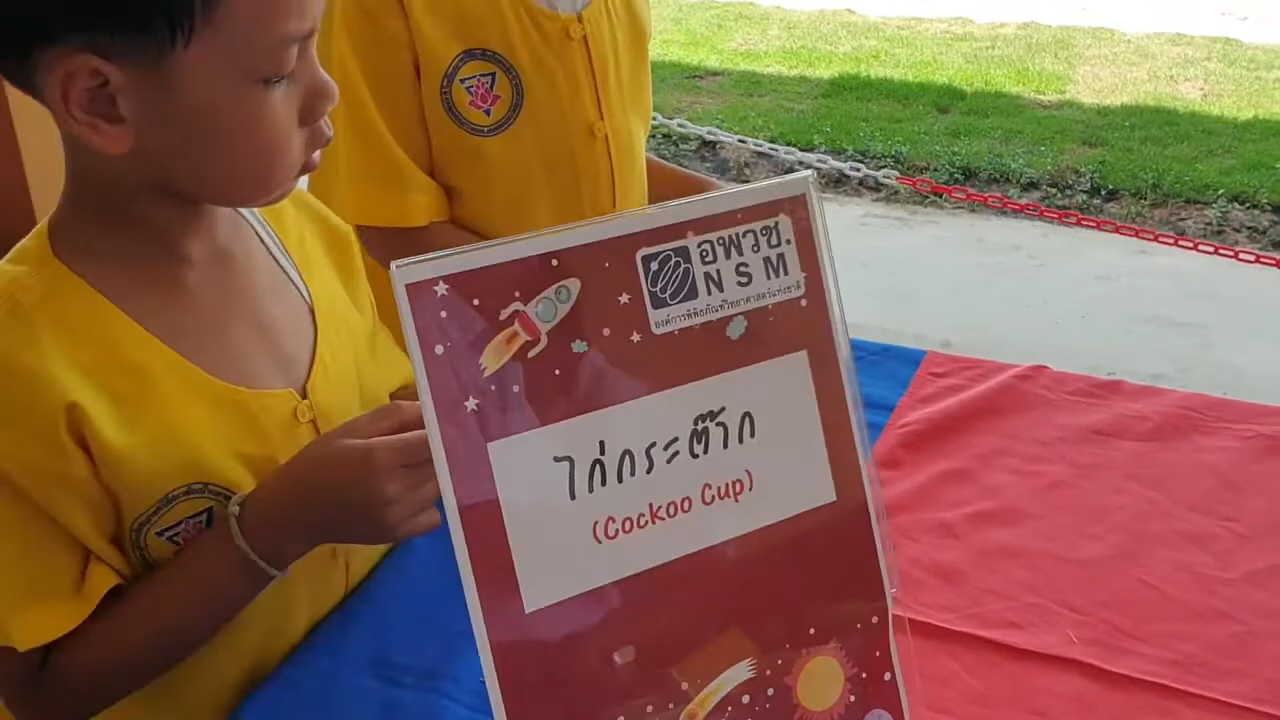 อพวช.
NSM
องค์การพิพิธภัณฑ์วิทยาศาสตร์แห่งชาติ
ไก่กระต๊าก
(Cockoo Cup)